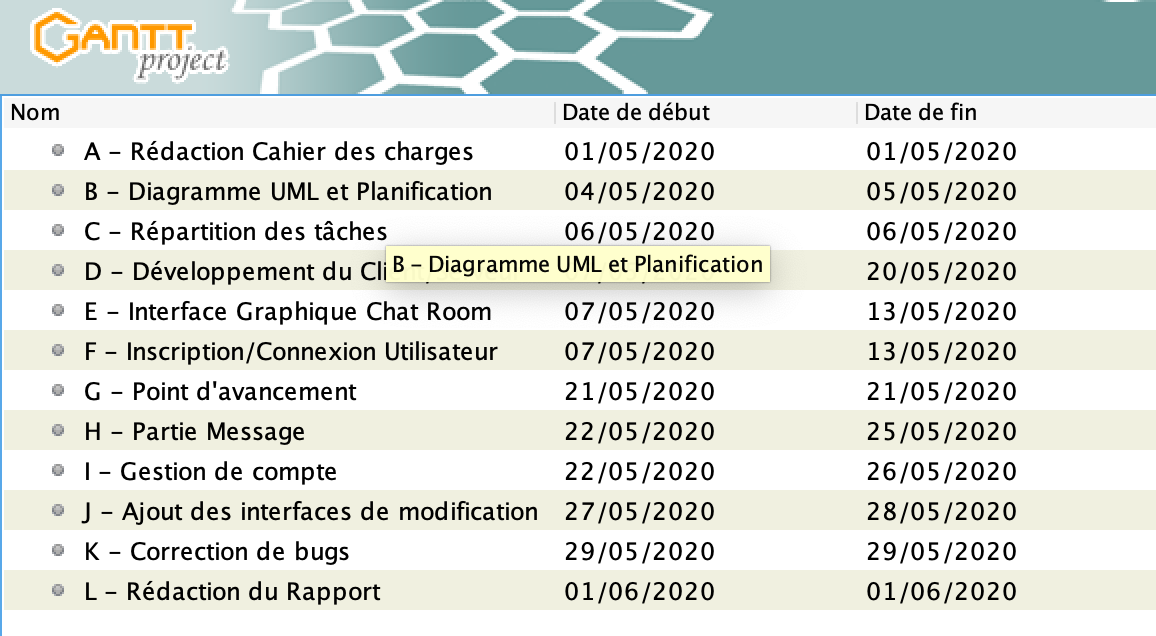 GANTT
project
Nom Date de début Date de fin
A – Rédaction Cahier des charges 01/05/2020 01/05/2020
B – Diagramme UML et Planification 04/05/2020 05/05/2020
C – Répartition des tâches 06/05/2020 06/05/2020
B – Diagramme UML et Planification
D – Développement du 20/05/2020
E – Interface Graphique Chat Room 07/05/2020 13/05/2020
F – Inscription/Connexion Utilisateur 07/05/2020 13/05/2020
G – Point d'avancement 21/05/2020 21/05/2020
H – Partie Message 22/05/2020 25/05/2020
I – Gestion de compte 22/05/2020 26/05/2020
J – Ajout des interfaces de modification 27/05/2020 28/05/2020
K – Correction de bugs 29/05/2020 29/05/2020
L – Rédaction du Rapport 01/06/2020 01/06/2020